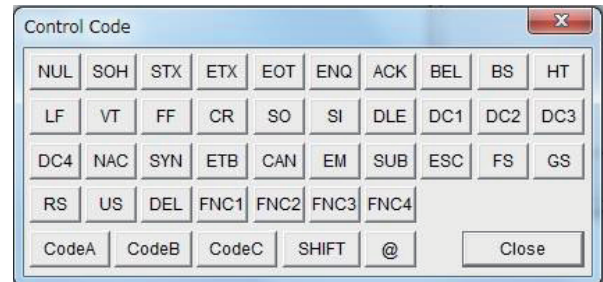 Control Code
NUL SOH STX ETX EOT ENQ ACK BEL BS HT
LF VT FF CR SO SI DLE DC1 DC2 DC3
DC4 NAC SYN ETB CAN EM SUB ESC FS GS
RS US DEL FNC1 FNC2 FNC3 FNC4
CodeA CodeB CodeC SHIFT @ Close